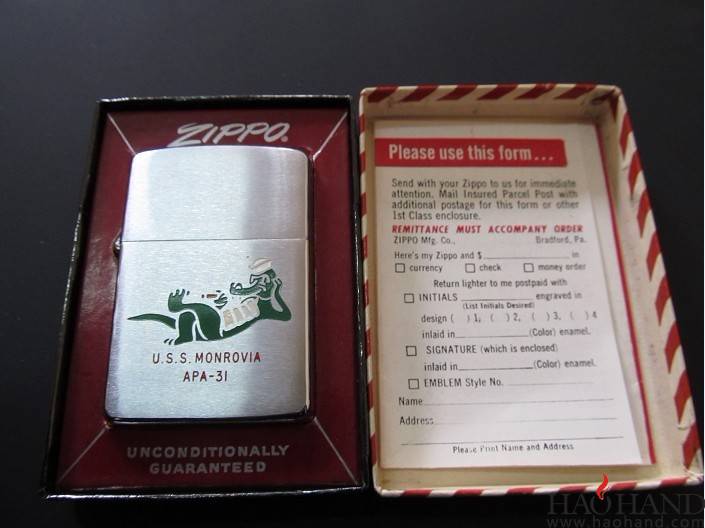 ZIPPO
U.S.S. MONROVIA
APA-31
UNCONDITIONALLY
GUARANTEED
Please use this form...
Send with your Zippo to us for immediate
attention. Mail Insured Parcel Post with
additional postage for this form or other
1st Class enclosure.
REMITTANCE MUST ACCOMPANY ORDER
ZIPPO Mfg. Co., Bradford, Pa.
Here's my Zippo and $ in
currency check money order
Return lighter to me postpaid with
INITIALS engraved in
(List Initials Desired)
design ( ) 1, ( ) 2, ( ) 3, ( ) 4
inlaid in (Color) enamel.
SIGNATURE (which is enclosed)
inlaid in (Color) enamel.
EMBLEM Style No.
Name
Address
Please Print Name and Address
HAOHAND
www.haohand.com